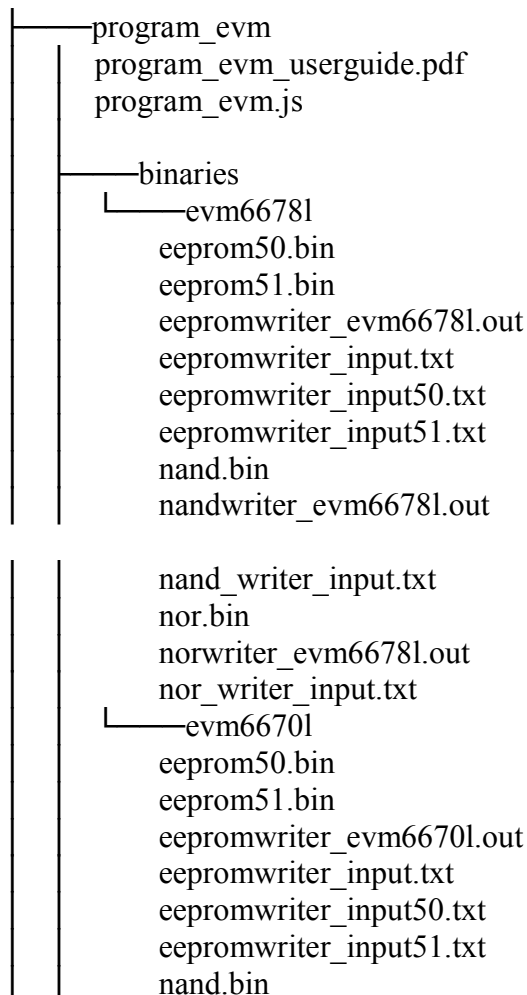 program_evm
program_evm_userguide.pdf
program_evm.js
binaries
evm6678l
eeprom50.bin
eeprom51.bin
eepromwriter_evm6678l.out
eepromwriter_input.txt
eepromwriter_input50.txt
eepromwriter_input51.txt
nand.bin
nandwriter_evm6678l.out
nand_writer_input.txt
nor.bin
norwriter_evm6678l.out
nor_writer_input.txt
evm6670l
eeprom50.bin
eeprom51.bin
eepromwriter_evm6670l.out
eepromwriter_input.txt
eepromwriter_input50.txt
eepromwriter_input51.txt
nand.bin